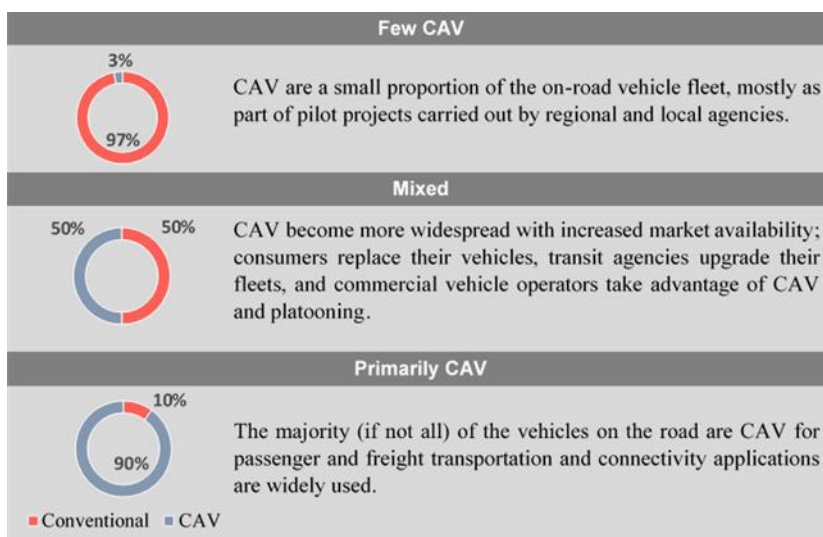 Few CAV
3%
97%
CAV are a small proportion of the on-road vehicle fleet, mostly as
part of pilot projects carried out by regional and local agencies.
Mixed
50%
50%
CAV become more widespread with increased market availability;
consumers replace their vehicles, transit agencies upgrade their
fleets, and commercial vehicle operators take advantage of CAV
and platooning.
Primarily CAV
10%
90%
The majority (if not all) of the vehicles on the road are CAV for
passenger and freight transportation and connectivity applications
are widely used.
Conventional CAV